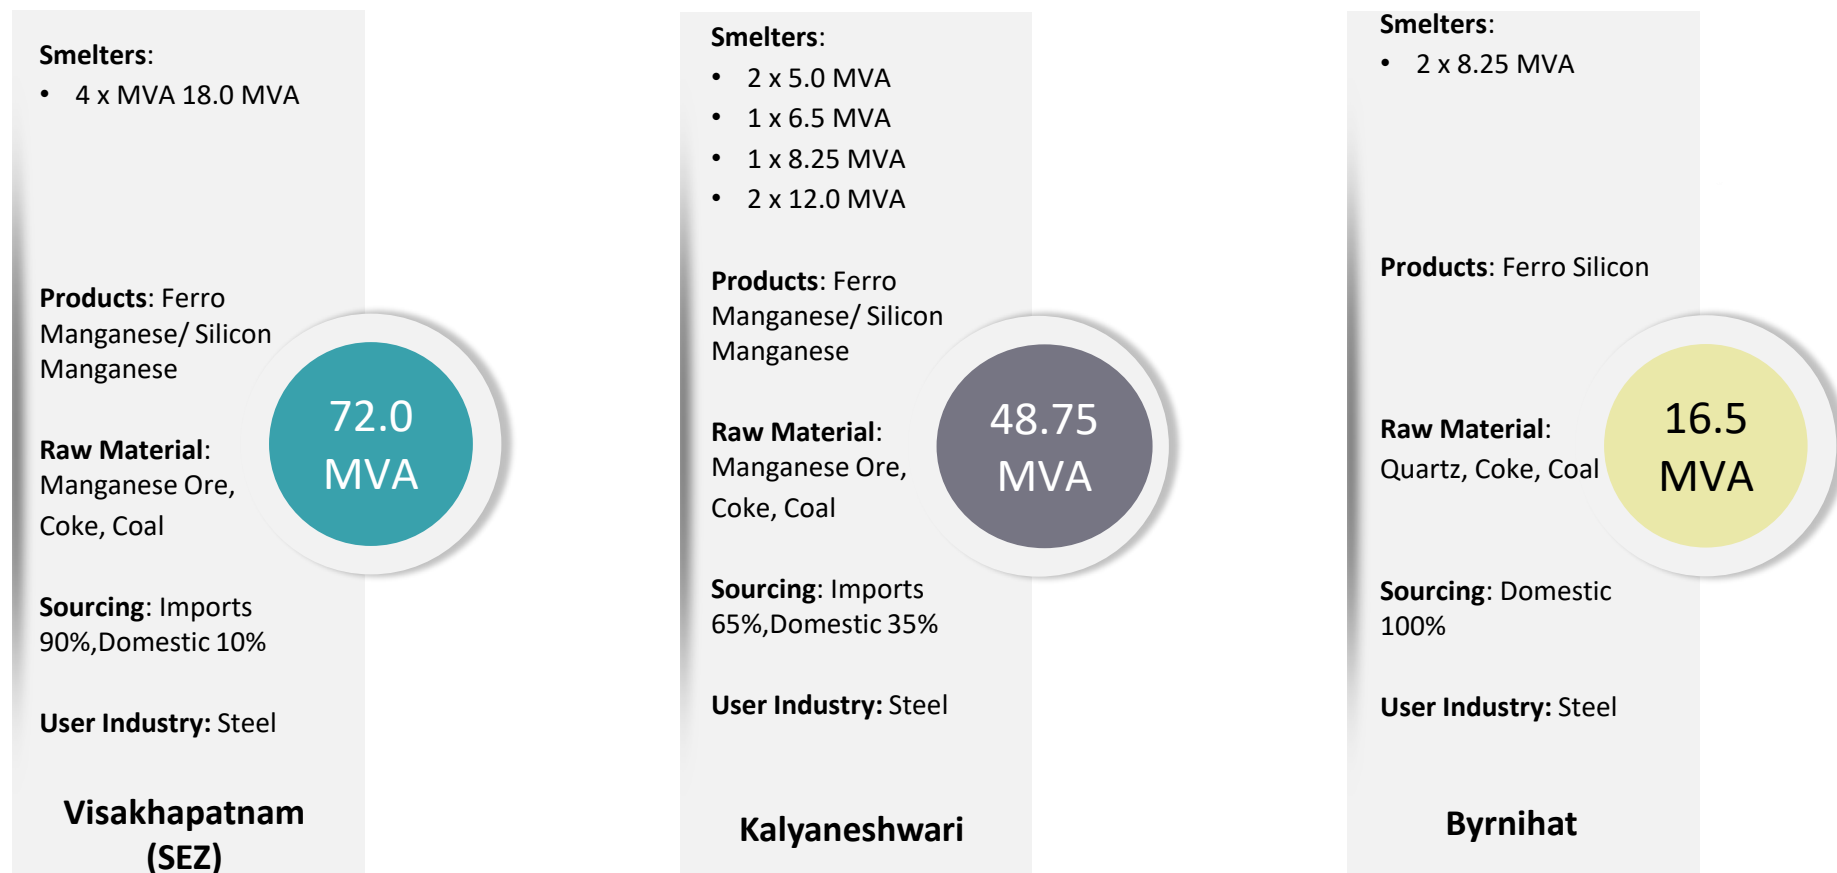 Smelters:
• 4 x MVA 18.0 MVA
Products: Ferro
Manganese/ Silicon
Manganese
Raw Material:
Manganese Ore,
Coke, Coal
Sourcing: Imports
90%,Domestic 10%
User Industry: Steel
72.0
MVA
Visakhapatnam
(SEZ)
Smelters:
• 2 x 5.0 MVA
• 1 x 6.5 MVA
• 1 x 8.25 MVA
• 2 x 12.0 MVA
Products: Ferro
Manganese/ Silicon
Manganese
Raw Material:
Manganese Ore,
Coke, Coal
Sourcing: Imports
65%,Domestic 35%
User Industry: Steel
48.75
MVA
Kalyaneshwari
Smelters:
• 2 x 8.25 MVA
Products: Ferro Silicon
Raw Material:
Quartz, Coke, Coal
Sourcing: Domestic
100%
User Industry: Steel
16.5
MVA
Byrnihat